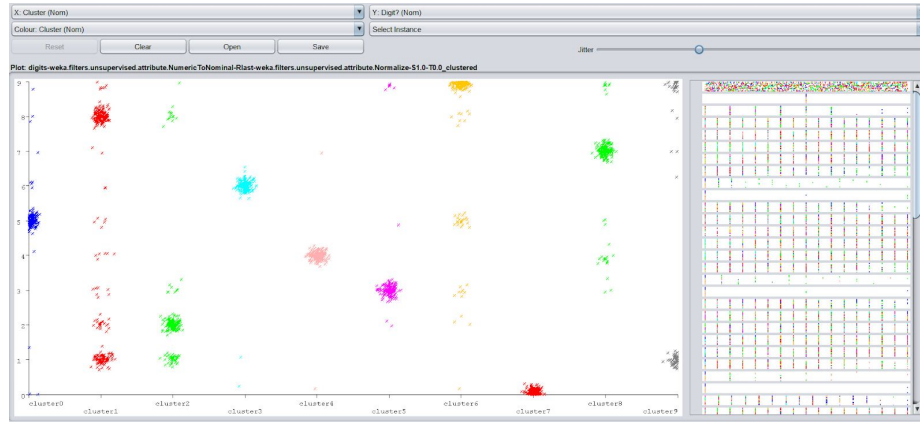 X: Cluster (Nom)
Y: Digit? (Nom)
Colour: Cluster (Nom)
Select Instance
Reset
Clear
Open
Save
Jitter
Plot: digits-weka.filters.unsupervised.attribute.NumericToNominal-Rlast-weka.filters.unsupervised.attribute.Normalize-S1.0-T0.0_clustered
9
8
7
6
5
4
3
2
1
0
cluster0
cluster1
cluster2
cluster3
cluster4
cluster5
cluster6
cluster7
cluster8
cluster9